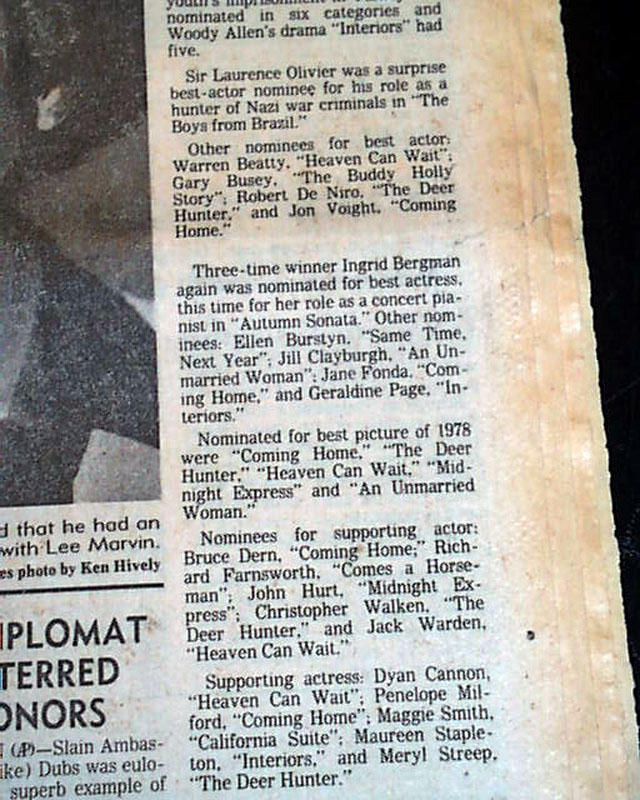 nominated in six categories and
Woody Allen's drama "Interiors" had
five.
Sir Laurence Olivier was a surprise
best-actor nominee for his role as a
hunter of Nazi war criminals in "The
Boys from Brazil."
Other nominees for best actor:
Warren Beatty, "Heaven Can Wait";
Gary Busey, "The Buddy Holly
Story"; Robert De Niro, "The Deer
Hunter," and Jon Voight, "Coming
Home."
Three-time winner Ingrid Bergman
again was nominated for best actress,
this time for her role as a concert pia-
nist in "Autumn Sonata." Other nom-
inees: Ellen Burstyn, "Same Time,
Next Year"; Jill Clayburgh, "An Un-
married Woman"; Jane Fonda, "Com-
ing Home," and Geraldine Page, "In-
teriors."
Nominated for best picture of 1978
were "Coming Home," "The Deer
Hunter," "Heaven Can Wait," "Mid-
night Express" and "An Unmarried
Woman."
Nominees for supporting actor:
Bruce Dern, "Coming Home;" Rich-
ard Farnsworth, "Comes a Horse-
man"; John Hurt, "Midnight Ex-
press"; Christopher Walken, "The
Deer Hunter," and Jack Warden,
"Heaven Can Wait."
Supporting actress: Dyan Cannon,
"Heaven Can Wait"; Penelope Mil-
ford, "Coming Home"; Maggie Smith,
"California Suite"; Maureen Staple-
ton, "Interiors," and Meryl Streep,
"The Deer Hunter."
d that he had an
with Lee Marvin.
es photo by Ken Hively
IPLOMAT
TERRED
ONORS
(AP)—Slain Ambas-
ike) Dubs was eulo-
superb example of